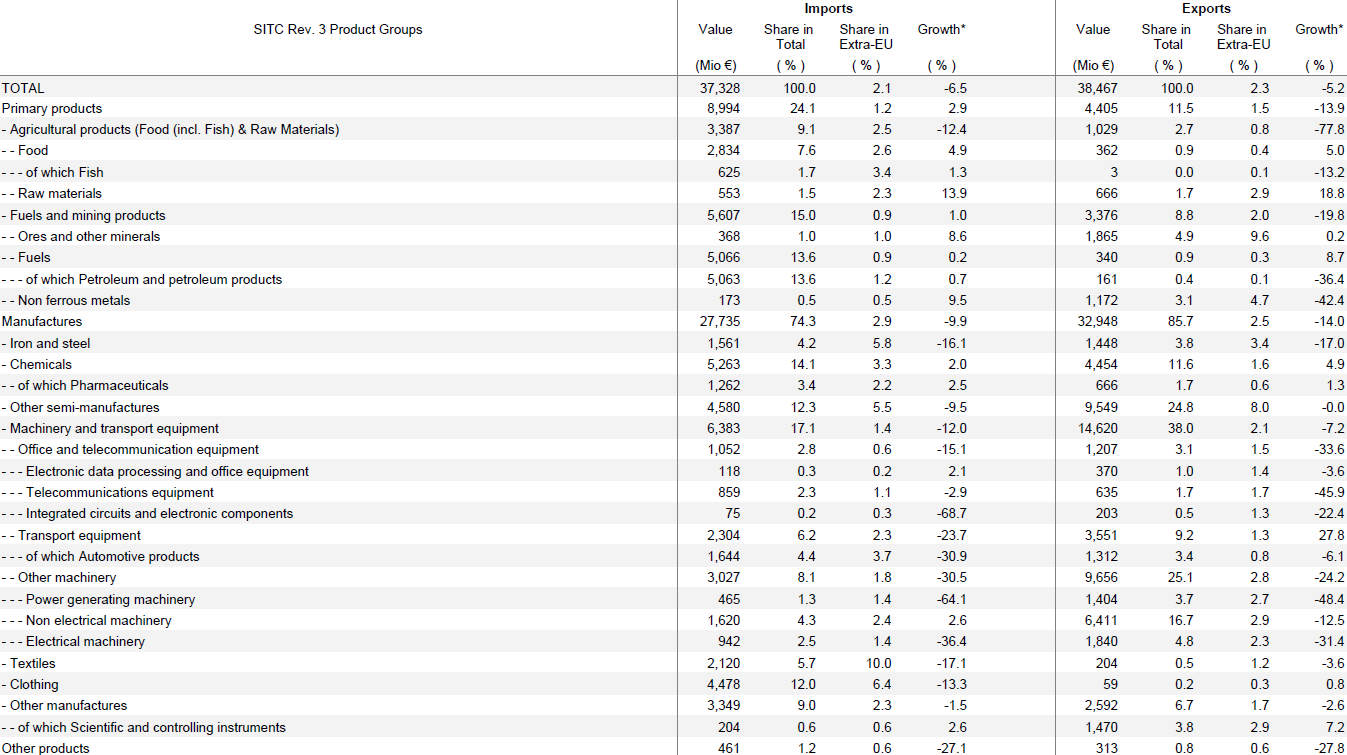 Imports Exports
SITC Rev. 3 Product Groups Value Share in Total Share in Extra-EU Growth* Value Share in Total Share in Extra-EU Growth*
(Mio €) ( % ) ( % ) ( % ) (Mio €) ( % ) ( % ) ( % )
TOTAL 37,328 100.0 2.1 -6.5 38,467 100.0 2.3 -5.2
Primary products 8,994 24.1 1.2 2.9 4,405 11.5 1.5 -13.9
- Agricultural products (Food (incl. Fish) & Raw Materials) 3,387 9.1 2.5 -12.4 1,029 2.7 0.8 -77.8
- - Food 2,834 7.6 2.6 4.9 362 0.9 0.4 5.0
- - - of which Fish 625 1.7 3.4 1.3 3 0.0 0.1 -13.2
- - Raw materials 553 1.5 2.3 13.9 666 1.7 2.9 18.8
- Fuels and mining products 5,607 15.0 0.9 1.0 3,376 8.8 2.0 -19.8
- - Ores and other minerals 368 1.0 1.0 8.6 1,865 4.9 9.6 0.2
- - Fuels 5,066 13.6 0.9 0.2 340 0.9 0.3 8.7
- - - of which Petroleum and petroleum products 5,063 13.6 1.2 0.7 161 0.4 0.1 -36.4
- - Non ferrous metals 173 0.5 0.5 9.5 1,172 3.1 4.7 -42.4
Manufactures 27,735 74.3 2.9 -9.9 32,948 85.7 2.5 -14.0
- Iron and steel 1,561 4.2 5.8 -16.1 1,448 3.8 3.4 -17.0
- Chemicals 5,263 14.1 3.3 2.0 4,454 11.6 1.6 4.9
- - of which Pharmaceuticals 1,262 3.4 2.2 2.5 666 1.7 0.6 1.3
- Other semi-manufactures 4,580 12.3 5.5 -9.5 9,549 24.8 8.0 -0.0
- Machinery and transport equipment 6,383 17.1 1.4 -12.0 14,620 38.0 2.1 -7.2
- - Office and telecommunication equipment 1,052 2.8 0.6 -15.1 1,207 3.1 1.5 -33.6
- - - Electronic data processing and office equipment 118 0.3 0.2 2.1 370 1.0 1.4 -3.6
- - - Telecommunications equipment 859 2.3 1.1 -2.9 635 1.7 1.7 -45.9
- - - Integrated circuits and electronic components 75 0.2 0.3 -68.7 203 0.5 1.3 -22.4
- - Transport equipment 2,304 6.2 2.3 -23.7 3,551 9.2 1.3 27.8
- - - of which Automotive products 1,644 4.4 3.7 -30.9 1,312 3.4 0.8 -6.1
- - Other machinery 3,027 8.1 1.8 -30.5 9,656 25.1 2.8 -24.2
- - - Power generating machinery 465 1.3 1.4 -64.1 1,404 3.7 2.7 -48.4
- - - Non electrical machinery 1,620 4.3 2.4 2.6 6,411 16.7 2.9 -12.5
- - - Electrical machinery 942 2.5 1.4 -36.4 1,840 4.8 2.3 -31.4
- Textiles 2,120 5.7 10.0 -17.1 204 0.5 1.2 -3.6
- Clothing 4,478 12.0 6.4 -13.3 59 0.2 0.3 0.8
- Other manufactures 3,349 9.0 2.3 -1.5 2,592 6.7 1.7 -2.6
- - of which Scientific and controlling instruments 204 0.6 0.6 2.6 1,470 3.8 2.9 7.2
Other products 461 1.2 0.6 -27.1 313 0.8 0.6 -27.8